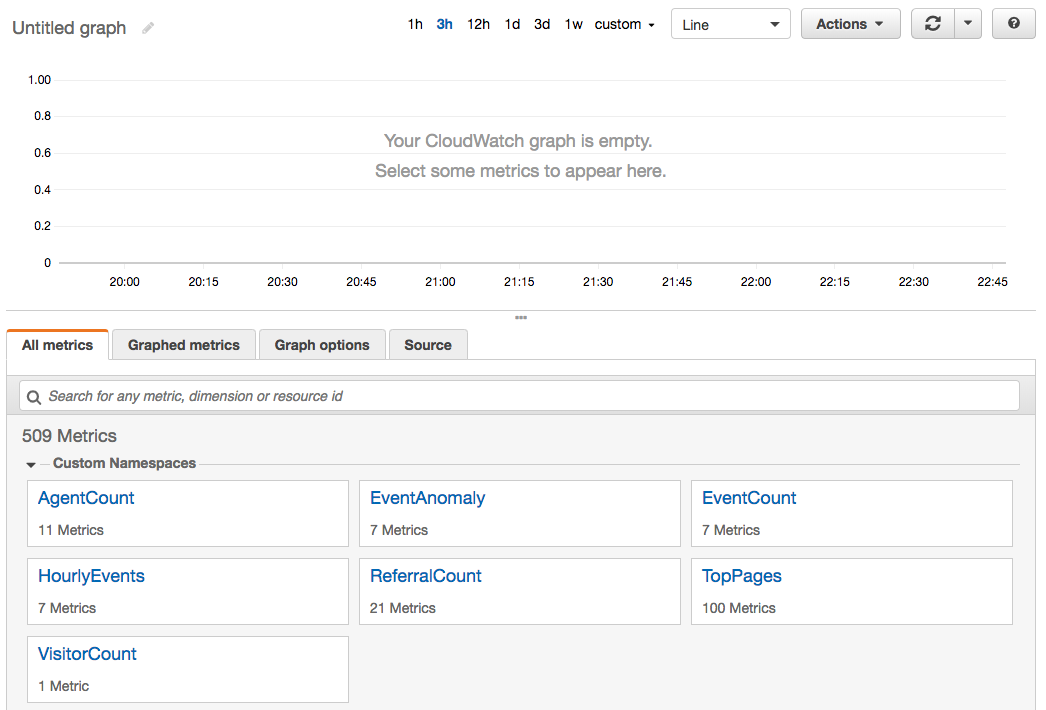 Untitled graph
1h 3h 12h 1d 3d 1w custom Line Actions ?
1.00
0.8
0.6
0.4
0.2
0
Your CloudWatch graph is empty.
Select some metrics to appear here.
20:00 20:15 20:30 20:45 21:00 21:15 21:30 21:45 22:00 22:15 22:30 22:45
All metrics Graphed metrics Graph options Source
Search for any metric, dimension or resource id
509 Metrics
Custom Namespaces
AgentCount EventAnomaly EventCount
11 Metrics 7 Metrics 7 Metrics
HourlyEvents ReferralCount TopPages
7 Metrics 21 Metrics 100 Metrics
VisitorCount
1 Metric